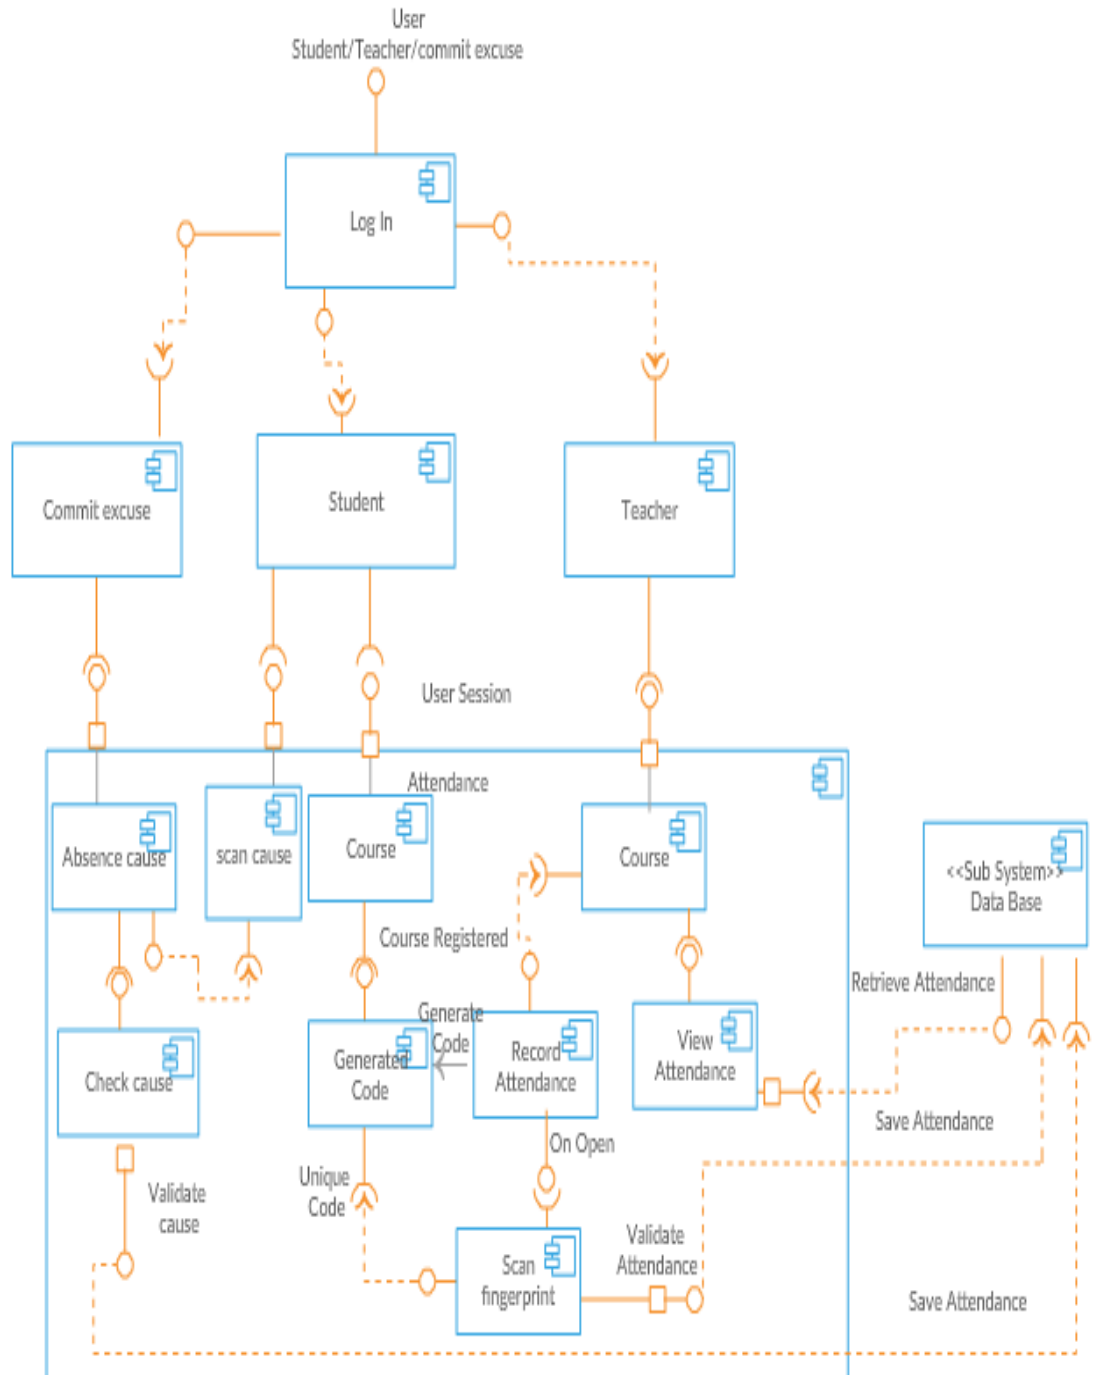 User
Student/Teacher/commit excuse
Log In
Commit excuse
Student
Teacher
User Session
Attendance
Absence cause
scan cause
Course
Course
<<Sub System>>
Data Base
Course Registered
Retrieve Attendance
Generate
Code
Check cause
Generated
Code
Record
Attendance
View
Attendance
Save Attendance
On Open
Unique
Code
Validate
cause
Validate
Attendance
Scan
fingerprint
Save Attendance